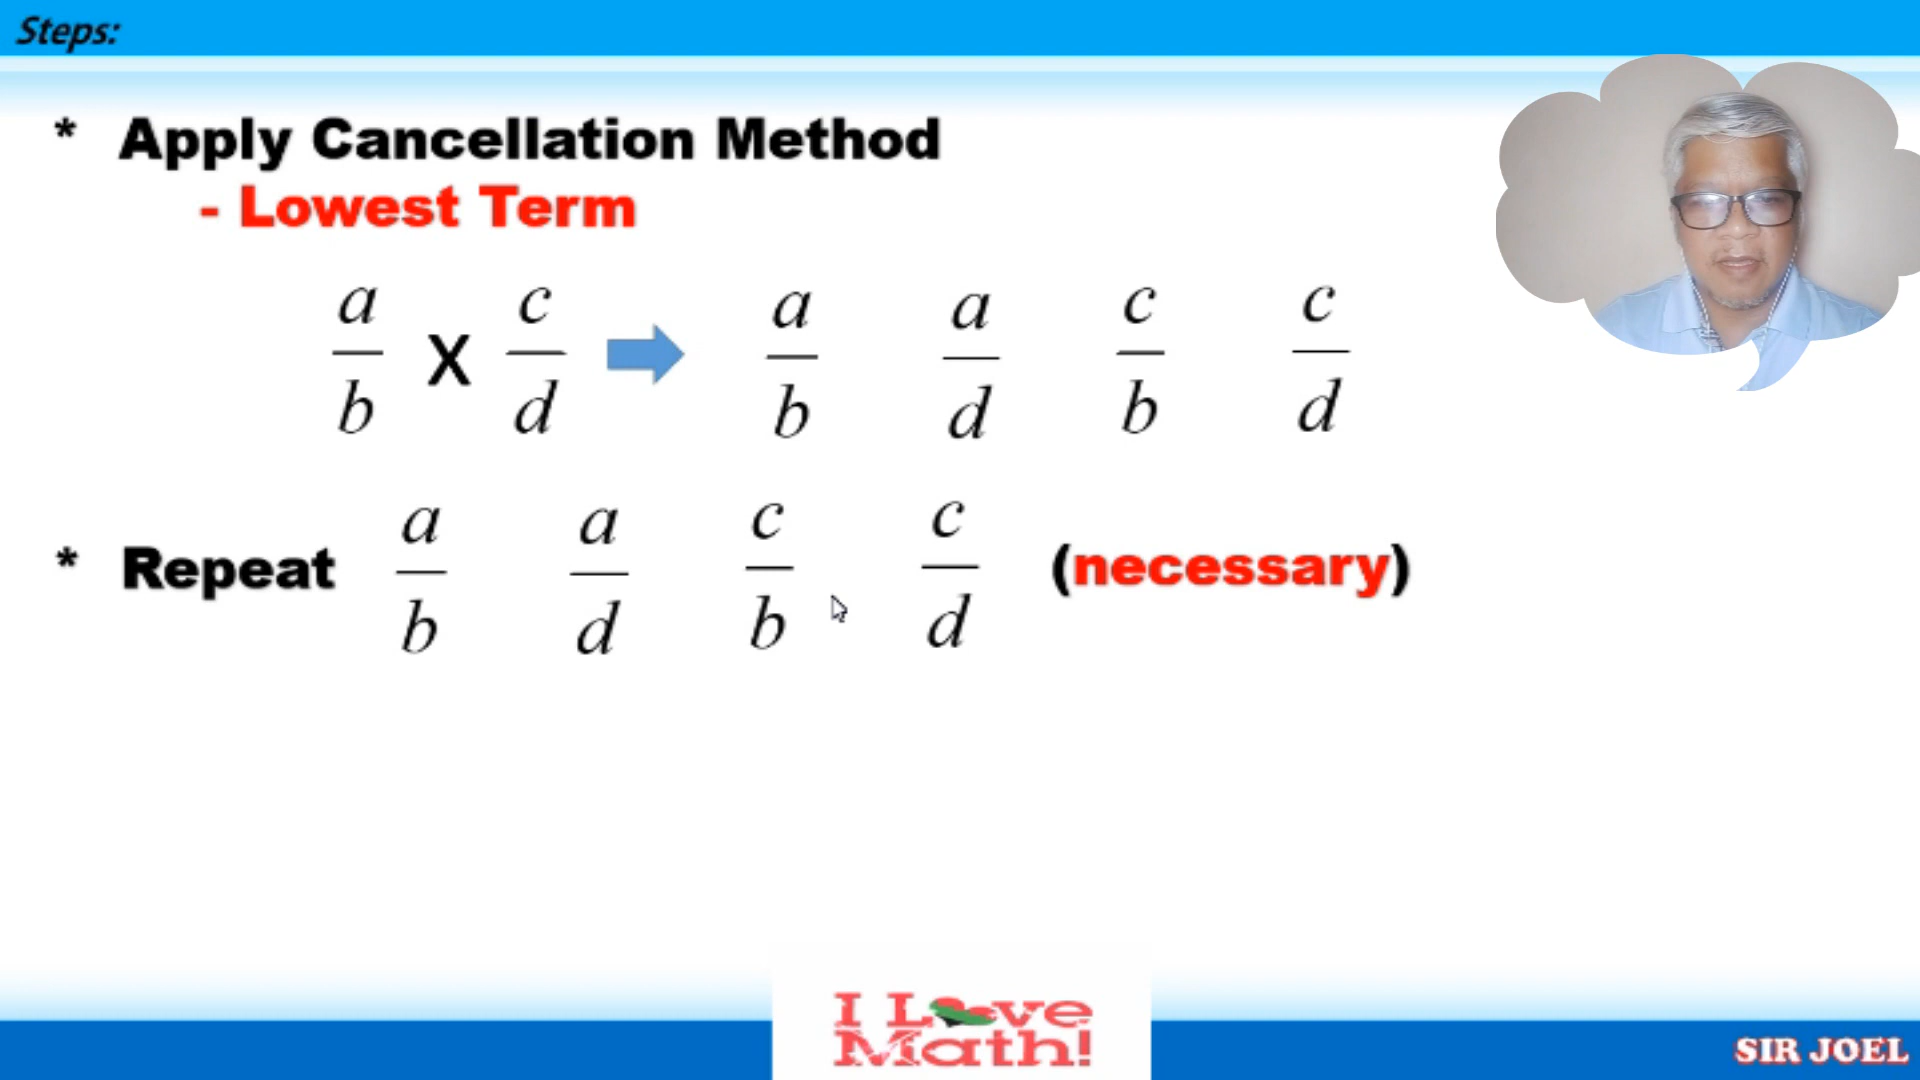 Steps:
* Apply Cancellation Method
- Lowest Term
a/b X c/d a/b a/d c/b c/d
* Repeat a/b a/d c/b c/d (necessary)
I Love
Math!
SIR JOEL